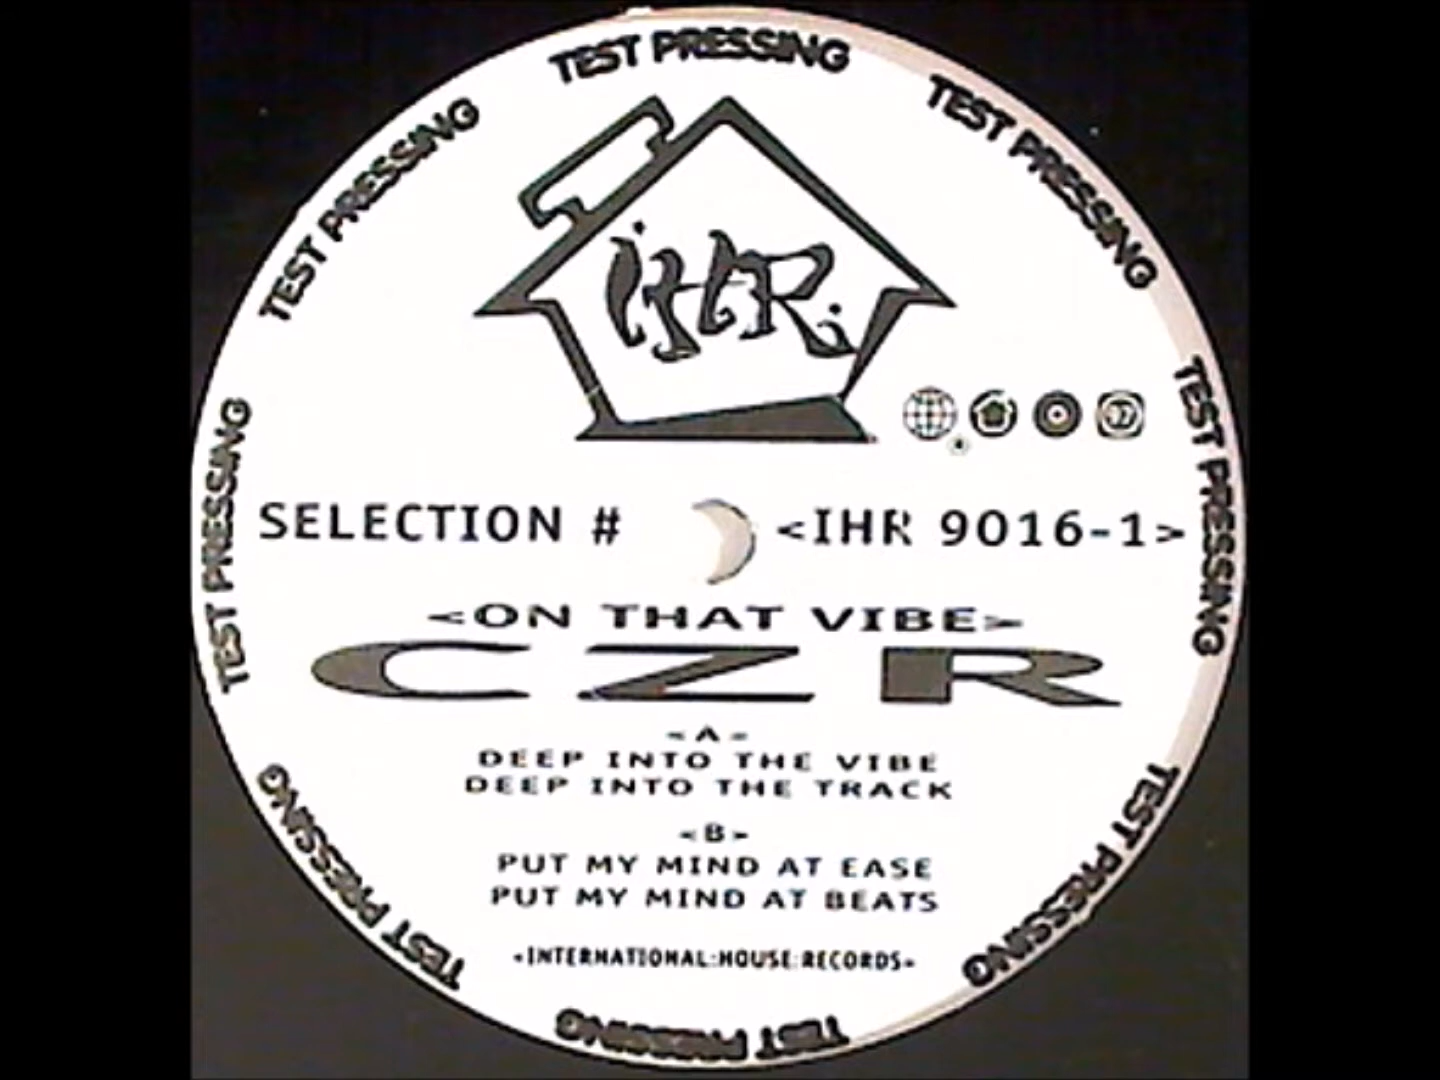 TEST PRESSING
TEST PRESSING
TEST PRESSING
TEST PRESSING
TEST PRESSING
TEST PRESSING
TEST PRESSING
TEST PRESSING
TEST PRESSING
iHR.
SELECTION # <IHR 9016-1>
<ON THAT VIBE>
CZR
<A>
DEEP INTO THE VIBE
DEEP INTO THE TRACK
<B>
PUT MY MIND AT EASE
PUT MY MIND AT BEATS
<INTERNATIONAL:HOUSE:RECORDS>